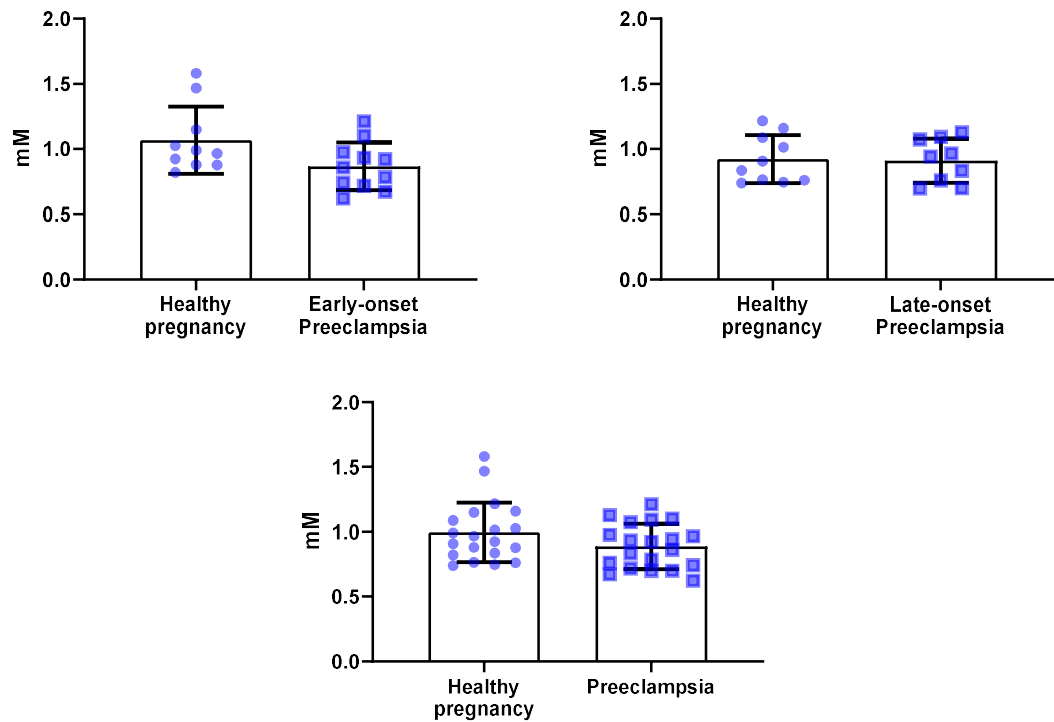 2.0
1.5
1.0
0.5
0.0
mM
Healthy
pregnancy
Early-onset
Preeclampsia
2.0
1.5
1.0
0.5
0.0
mM
Healthy
pregnancy
Late-onset
Preeclampsia
2.0
1.5
1.0
0.5
0.0
mM
Healthy
pregnancy
Preeclampsia